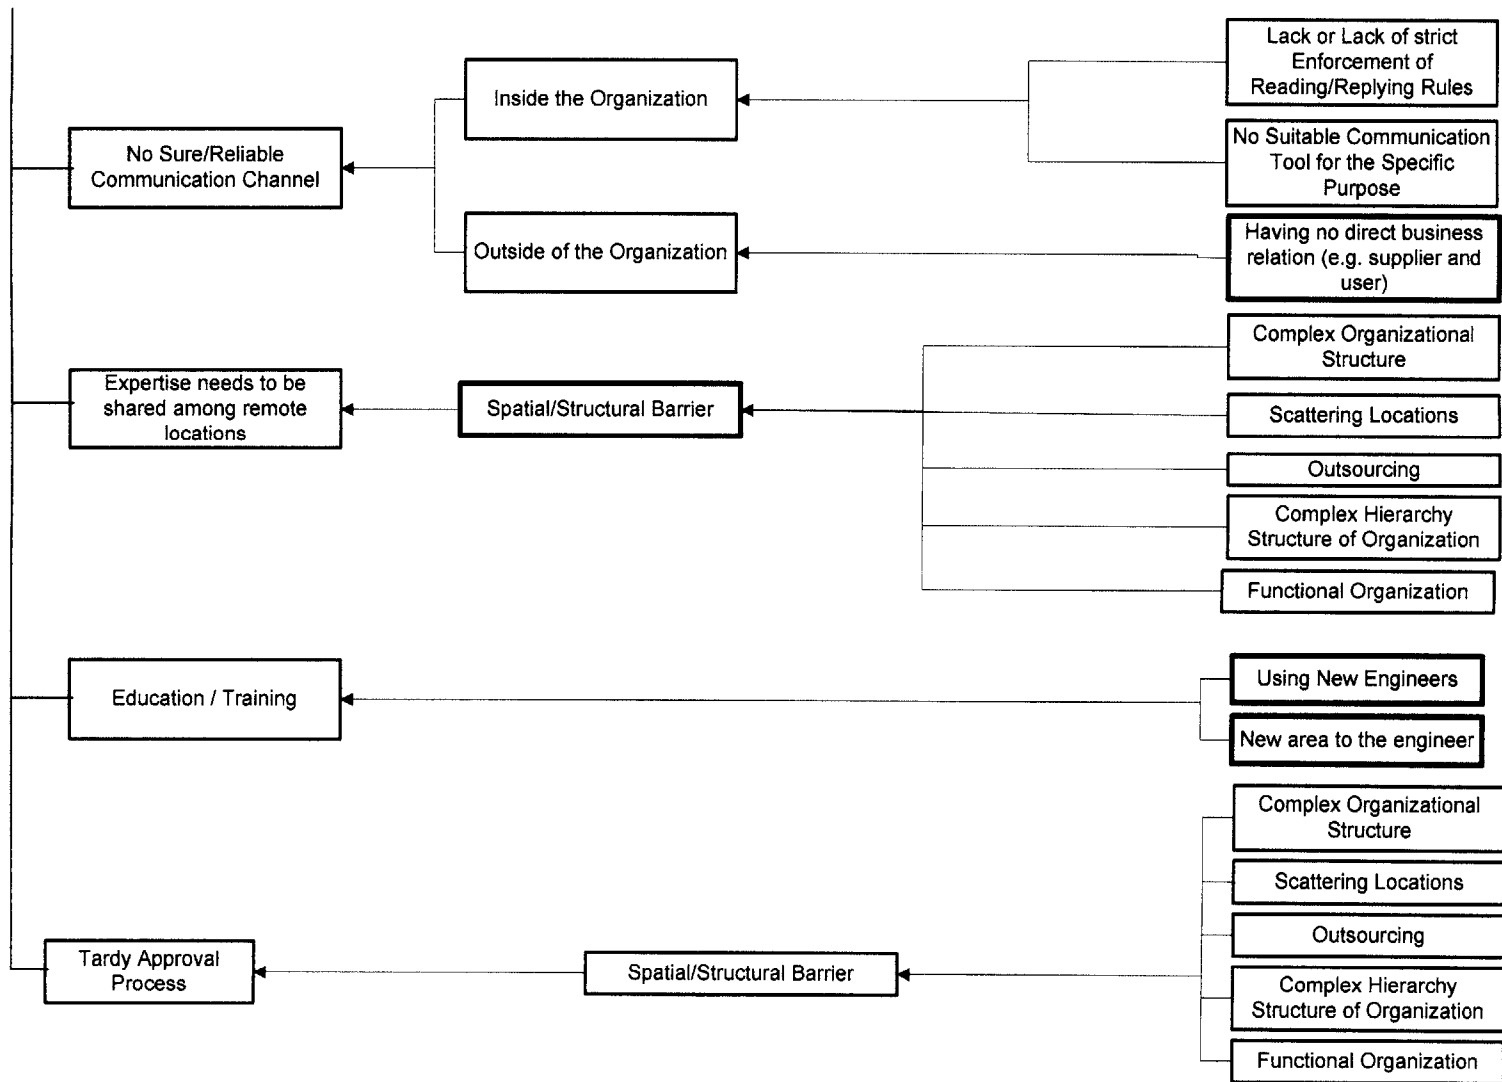 Lack or Lack of strict
Enforcement of
Reading/Replying Rules
Inside the Organization
No Suitable Communication
Tool for the Specific
Purpose
No Sure/Reliable
Communication Channel
Having no direct business
relation (e.g. supplier and
user)
Outside of the Organization
Complex Organizational
Structure
Expertise needs to be
shared among remote
locations
Spatial/Structural Barrier
Scattering Locations
Outsourcing
Complex Hierarchy
Structure of Organization
Functional Organization
Education / Training
Using New Engineers
New area to the engineer
Complex Organizational
Structure
Scattering Locations
Outsourcing
Tardy Approval
Process
Spatial/Structural Barrier
Complex Hierarchy
Structure of Organization
Functional Organization